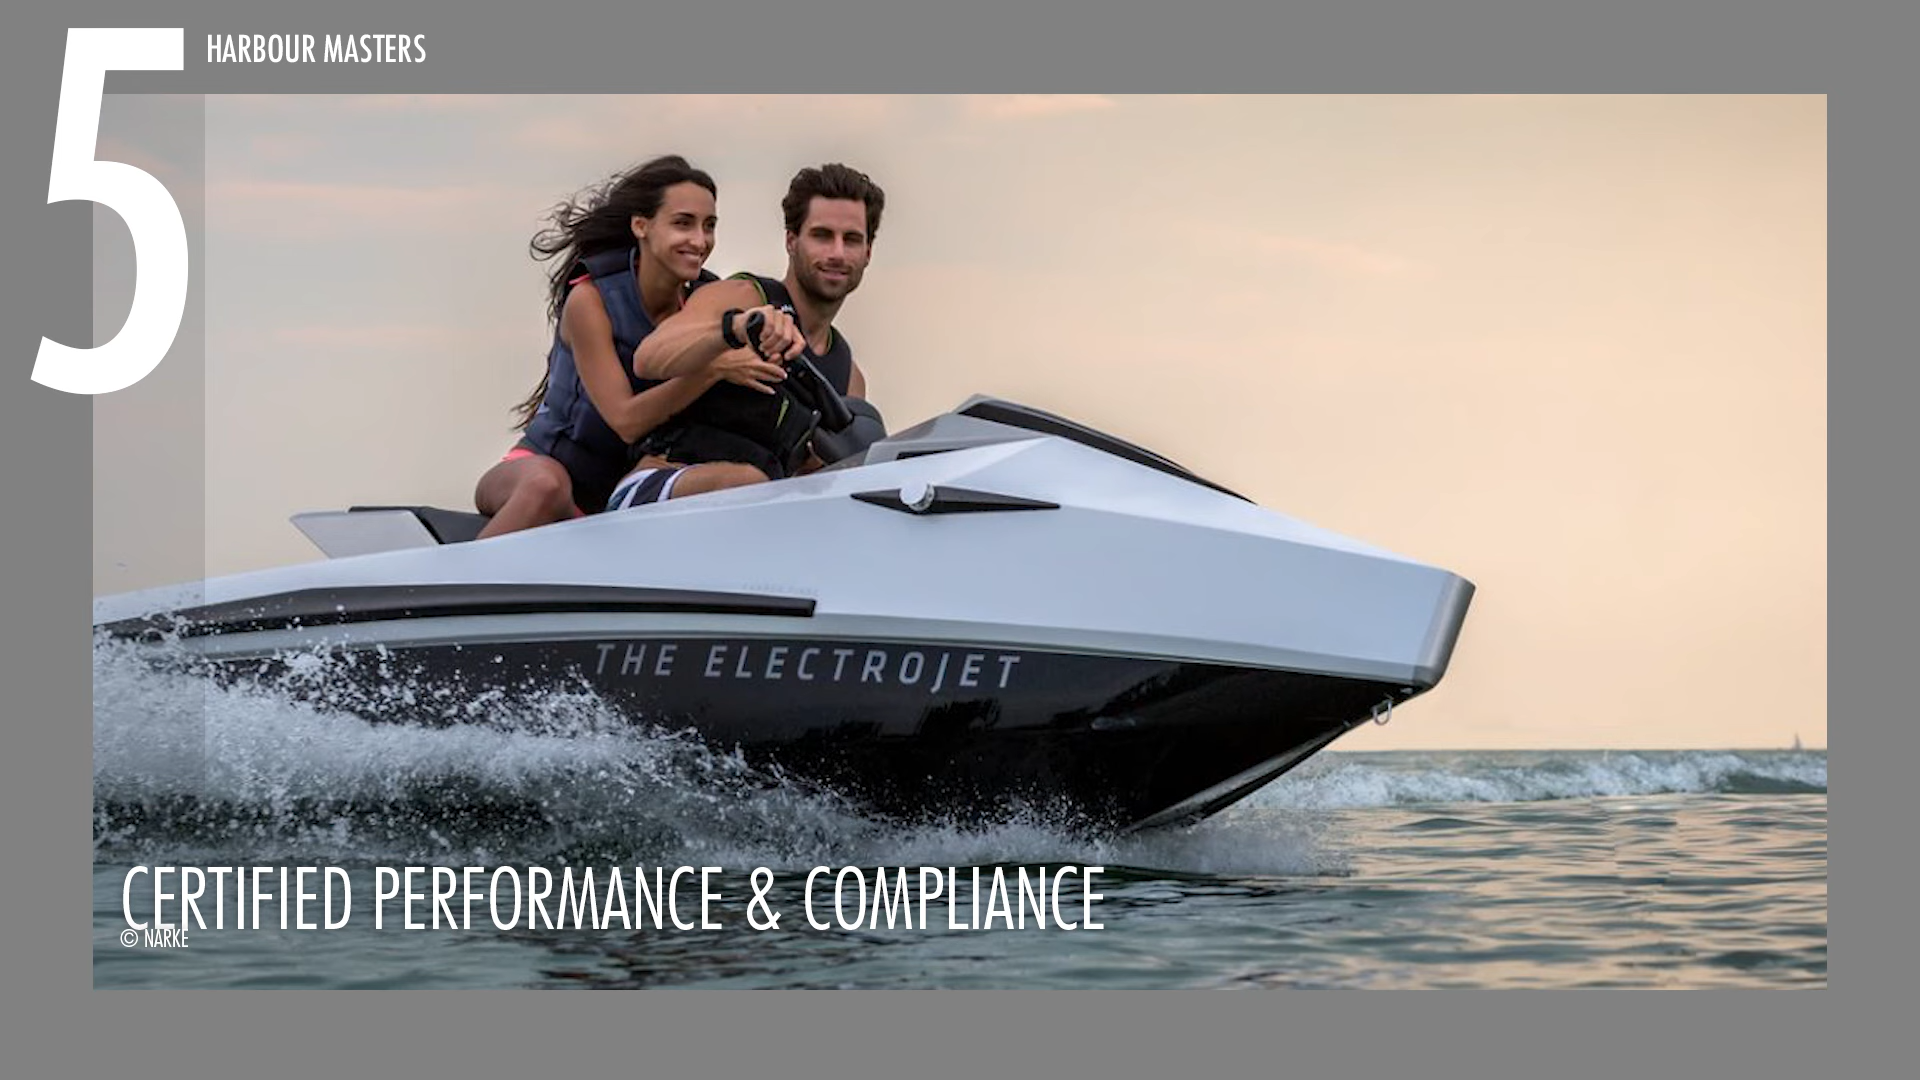 5
HARBOUR MASTERS
THE ELECTROJET
CERTIFIED PERFORMANCE & COMPLIANCE
© NARKE